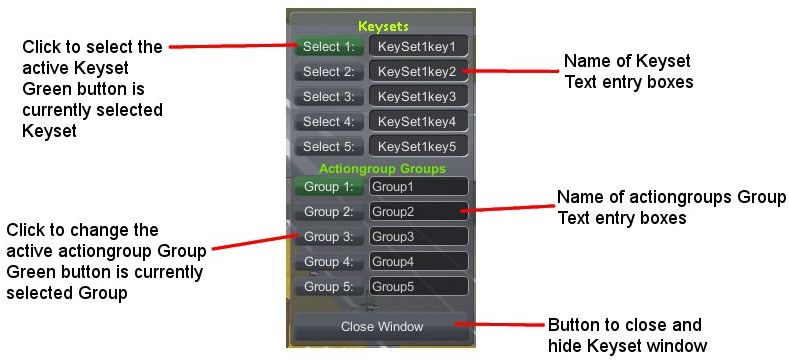 Keysets
Click to select the
active Keyset
Green button is
currently selected
Keyset
Select 1: KeySet1key1
Select 2: KeySet1key2
Select 3: KeySet1key3
Select 4: KeySet1key4
Select 5: KeySet1key5
Name of Keyset
Text entry boxes
Actiongroup Groups
Group 1: Group1
Group 2: Group2
Group 3: Group3
Group 4: Group4
Group 5: Group5
Name of actiongroups Group
Text entry boxes
Click to change the
active actiongroup Group
Green button is currently
selected Group
Close Window
Button to close and
hide Keyset window